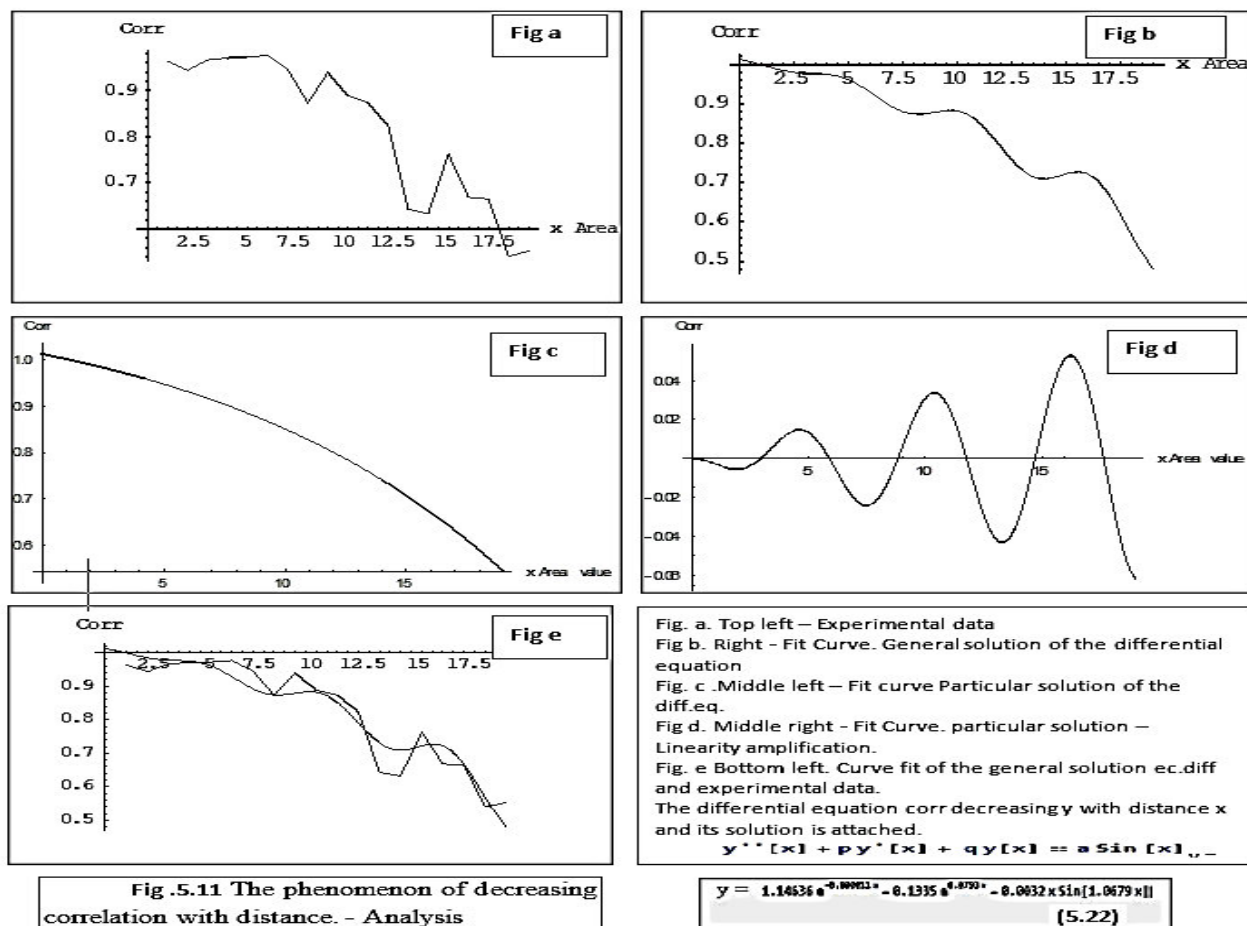 Corr
Fig a
0.9
0.8
0.7
2.5 5 7.5 10 12.5 15 17.5
x Area
Corr
Fig b
2.5 5 7.5 10 12.5 15 17.5
x Area
0.9
0.8
0.7
0.6
0.5
Corr
Fig c
1.0
0.9
0.8
0.7
0.6
5 10 15
x Area value
Corr
Fig d
0.04
0.02
5 10 15
x Area value
-0.02
-0.04
Corr
Fig e
2.5 5 7.5 10 12.5 15 17.5
0.9
0.8
0.7
0.6
0.5
Fig. a. Top left – Experimental data
Fig b. Right - Fit Curve. General solution of the differential
equation
Fig. c .Middle left – Fit curve Particular solution of the
diff.eq.
Fig d. Middle right - Fit Curve. particular solution –
Linearity amplification.
Fig. e Bottom left. Curve fit of the general solution ec.diff
and experimental data.
The differential equation corr decreasing y with distance x
and its solution is attached.
y''[x] + p y'[x] + q y[x] == a Sin [x]
Fig .5.11 The phenomenon of decreasing
correlation with distance. - Analysis
y = - 0.1335 - 0.0032 x Sin[1.0679 x]
(5.22)